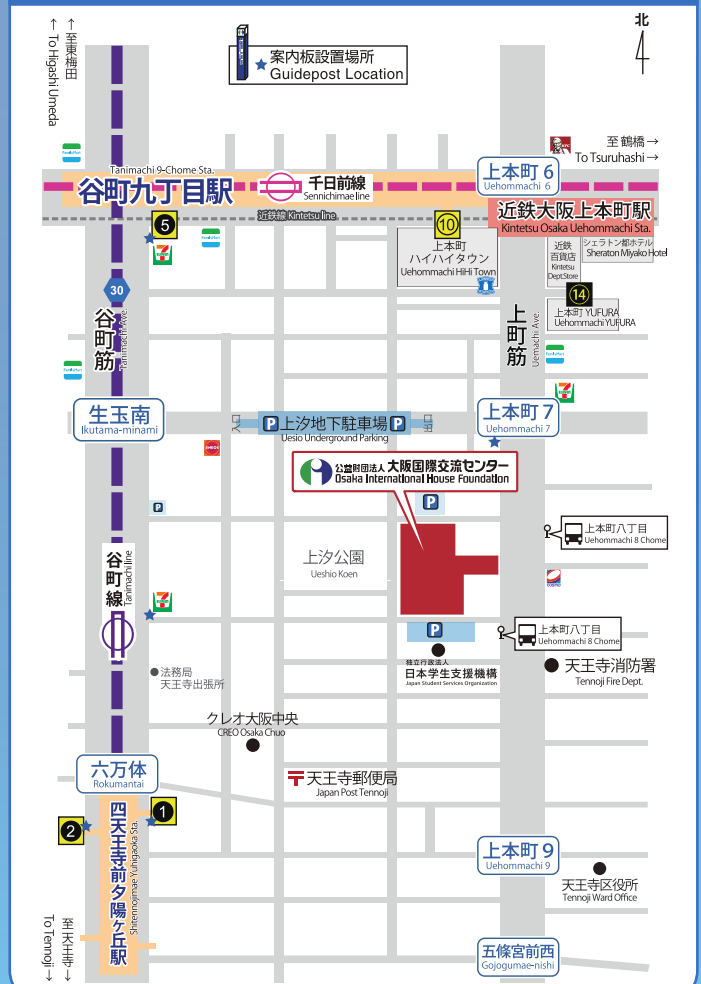 北
←至東梅田
← To Higashi Umeda
案内板設置場所
Guidepost Location
FamilyMart
KFC
至 鶴橋→
To Tsuruhashi→
上本町 6
Uehommachi 6
Tanimachi 9-Chome Sta.
谷町九丁目駅
千日前線
Sennichimae line
近鉄線 Kintetsu line
近鉄大阪上本町駅
Kintetsu Osaka Uehommachi Sta.
5
FamilyMart
10
上本町
ハイハイタウン
Uehommachi HiHi Town
近鉄
百貨店
Kintetsu
Dept.Store
シェラトン都ホテル
Sheraton Miyako Hotel
14
上本町 YUFURA
Uehommachi YUFURA
30
谷町筋
Tanimachi Ave.
上町筋
Uemachi Ave.
FamilyMart
FamilyMart
生玉南
Ikutama-minami
入口
P 上汐地下駐車場 P
出口
Uesio Underground Parking
上本町 7
Uehommachi 7
ENEOS
公益財団法人 大阪国際交流センター
Osaka International House Foundation
P
P
上本町八丁目
Uehommachi 8 Chome
谷町線
Tanimachi line
上汐公園
Ueshio Koen
COSMO
P
上本町八丁目
Uehommachi 8 Chome
独立行政法人
日本学生支援機構
Japan Student Services Organization
天王寺消防署
Tennoji Fire Dept.
法務局
天王寺出張所
クレオ大阪中央
CREO Osaka Chuo
六万体
Rokumantai
天王寺郵便局
Japan Post Tennoji
1
2
四天王寺前夕陽ヶ丘駅
Shitennojimae Yuhigaoka Sta.
上本町 9
Uehommachi 9
天王寺区役所
Tennoji Ward Office
至 天王寺→
To Tennoji→
五條宮前西
Gojogumae-nishi